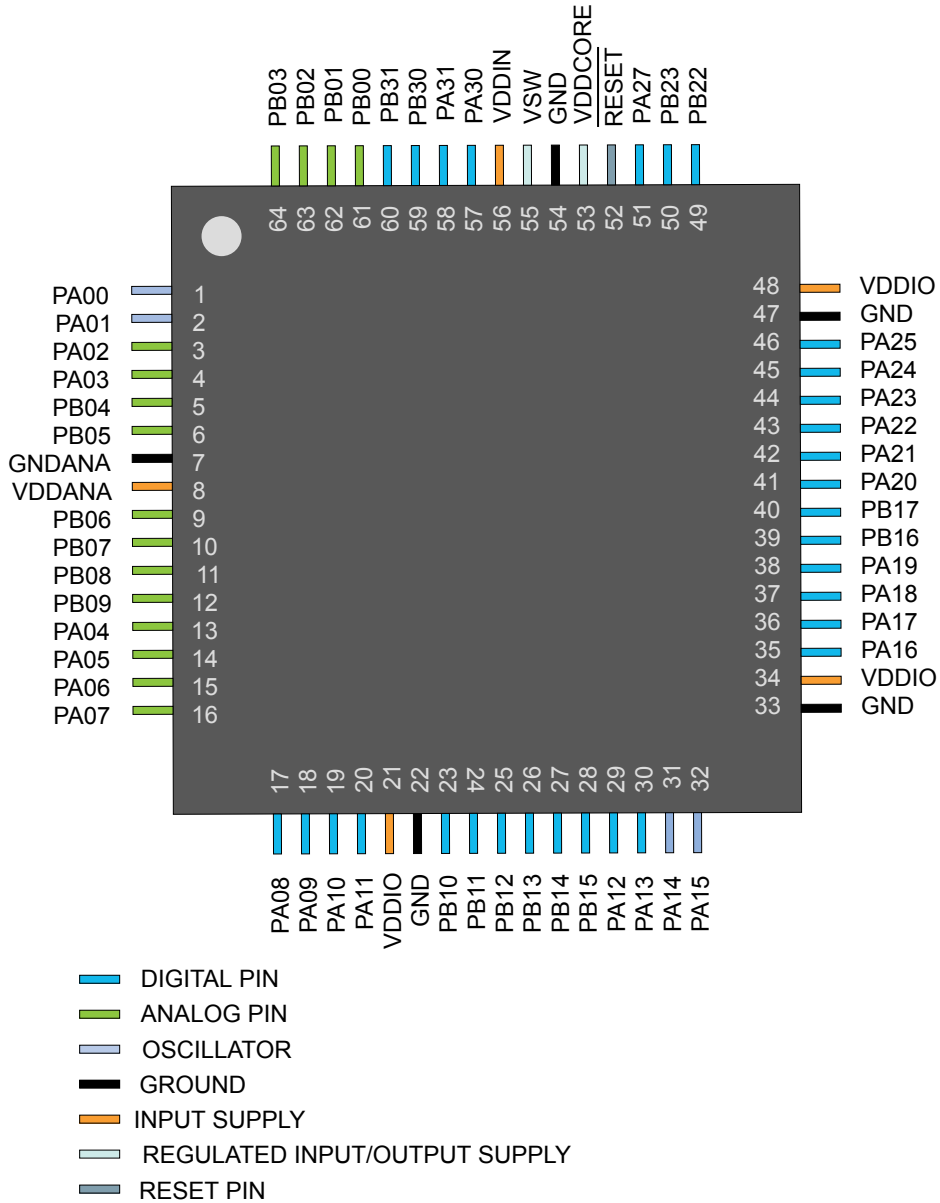 PB03
PB02
PB01
PB00
PB31
PB30
PA31
PA30
VDDIN
VSW
GND
VDDCORE
RESET
PA27
PB23
PB22
64
63
62
61
60
59
58
57
56
55
54
53
52
51
50
49
PA00 1
PA01 2
PA02 3
PA03 4
PB04 5
PB05 6
GNDANA 7
VDDANA 8
PB06 9
PB07 10
PB08 11
PB09 12
PA04 13
PA05 14
PA06 15
PA07 16
48 VDDIO
47 GND
46 PA25
45 PA24
44 PA23
43 PA22
42 PA21
41 PA20
40 PB17
39 PB16
38 PA19
37 PA18
36 PA17
35 PA16
34 VDDIO
33 GND
17
18
19
20
21
22
23
24
25
26
27
28
29
30
31
32
PA08
PA09
PA10
PA11
VDDIO
GND
PB10
PB11
PB12
PB13
PB14
PB15
PA12
PA13
PA14
PA15
DIGITAL PIN
ANALOG PIN
OSCILLATOR
GROUND
INPUT SUPPLY
REGULATED INPUT/OUTPUT SUPPLY
RESET PIN